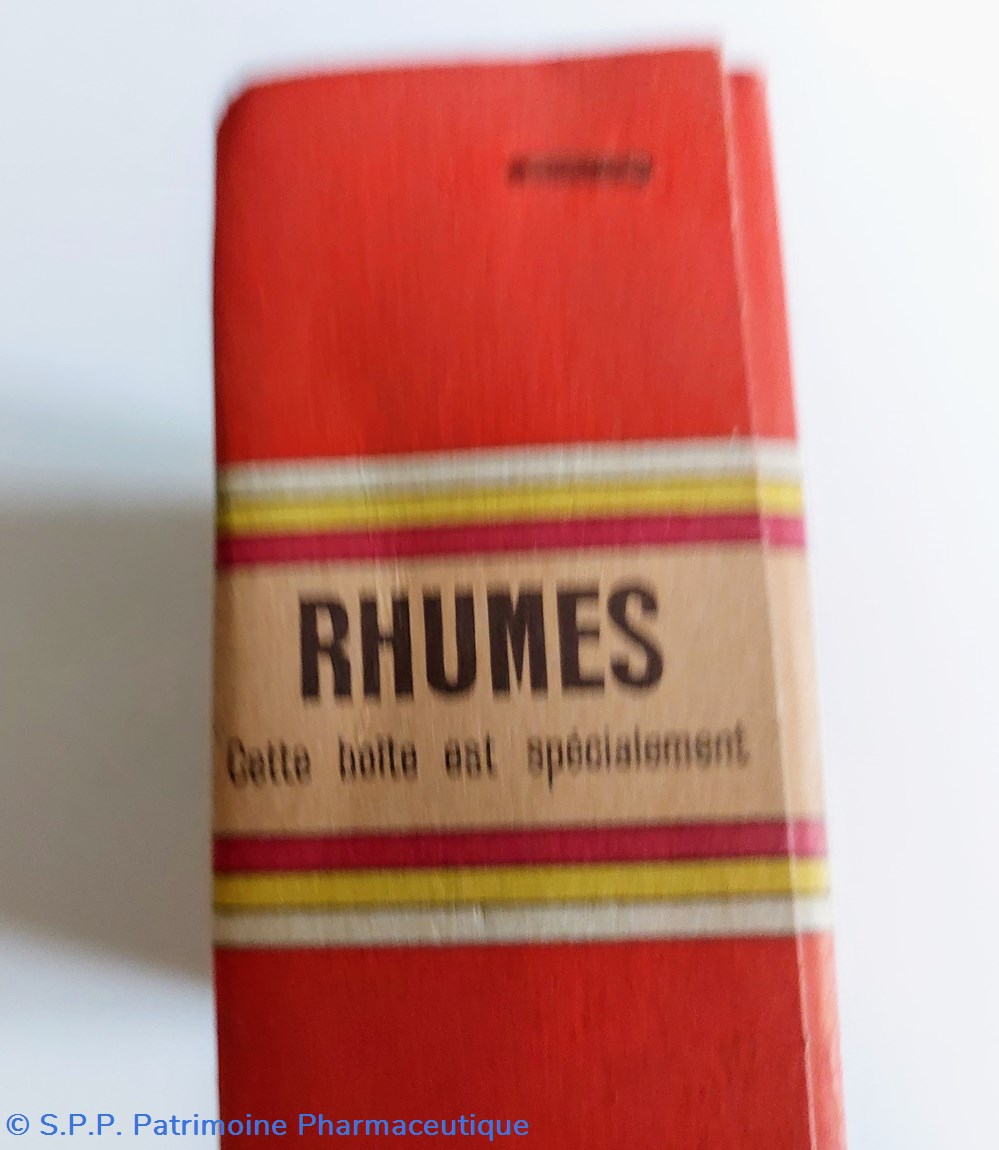 RHUMES
Cette boîte est spécialement
© S.P.P. Patrimoine Pharmaceutique